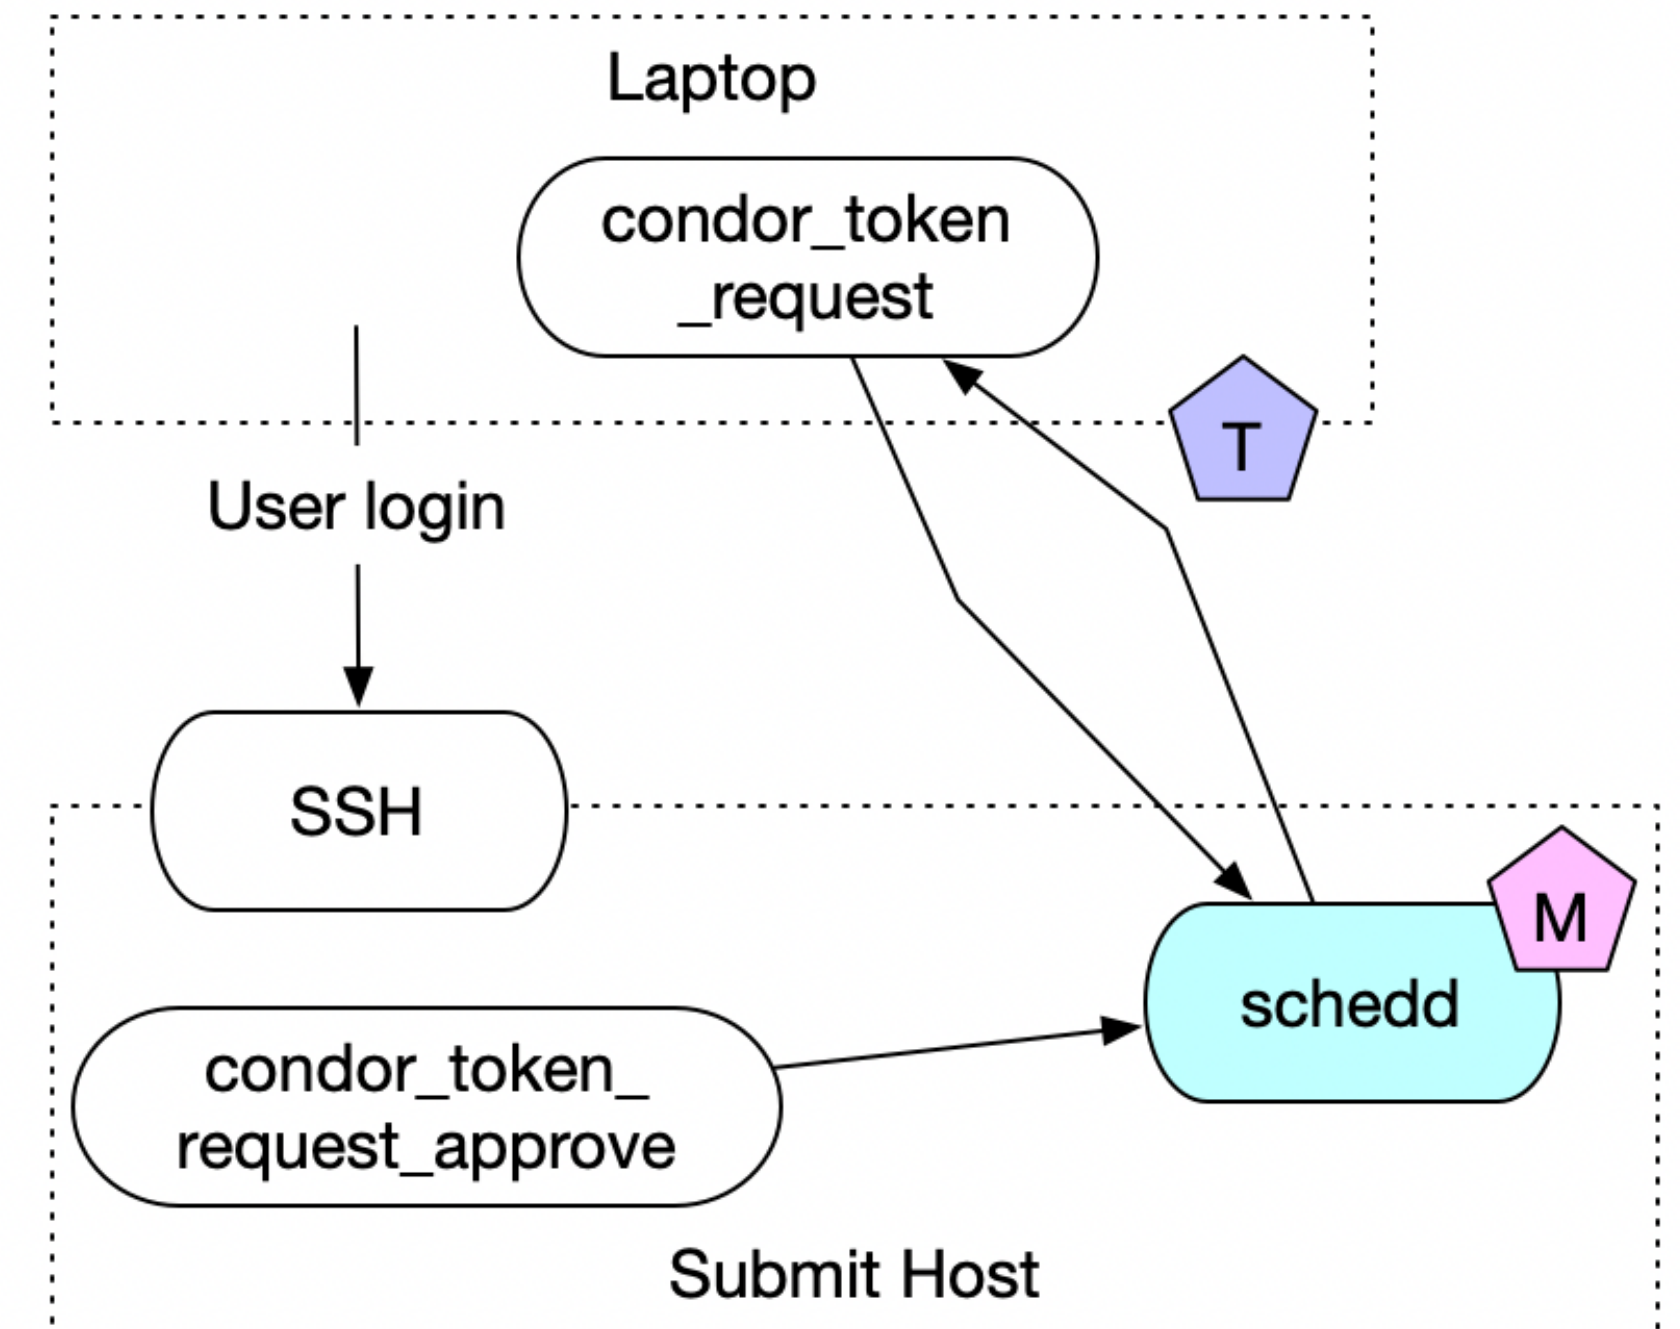 Laptop
condor_token
_request
T
User login
SSH
M
schedd
condor_token_
request_approve
Submit Host